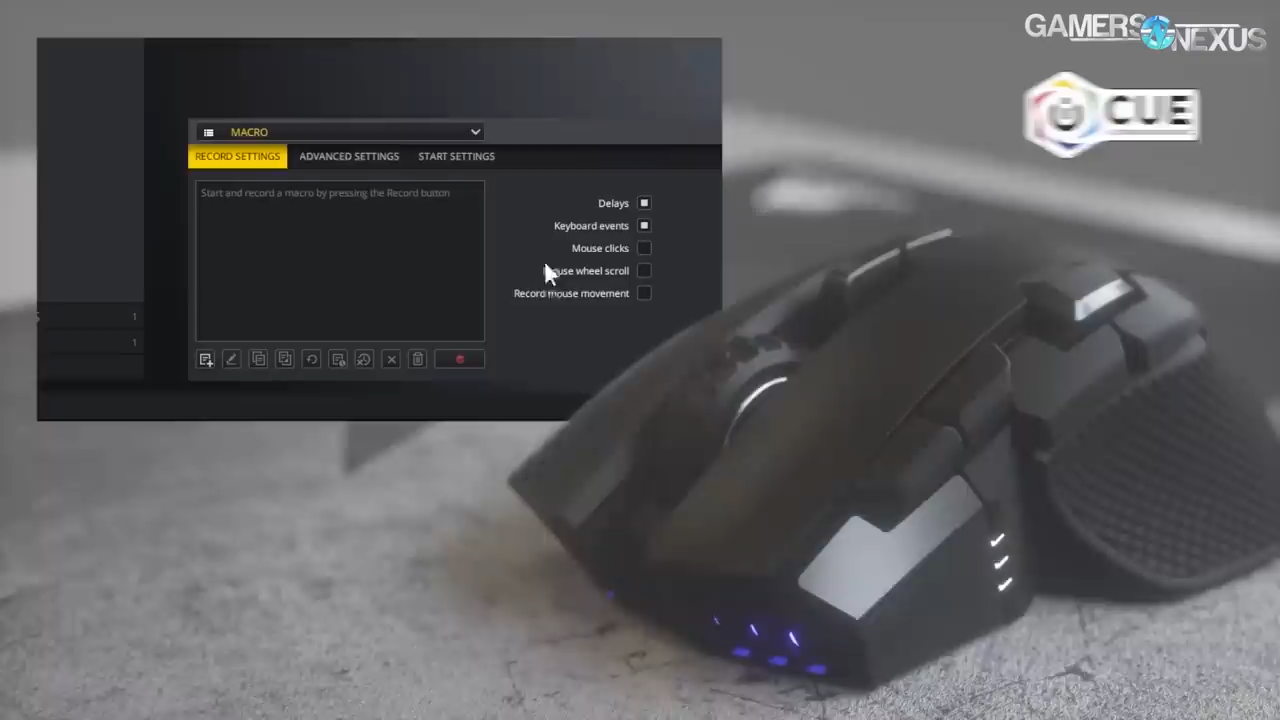 GAMERS NEXUS
CUE
MACRO
RECORD SETTINGS ADVANCED SETTINGS START SETTINGS
Start and record a macro by pressing the Record button
Delays
Keyboard events
Mouse clicks
wheel scroll
Record mouse movement
1
1